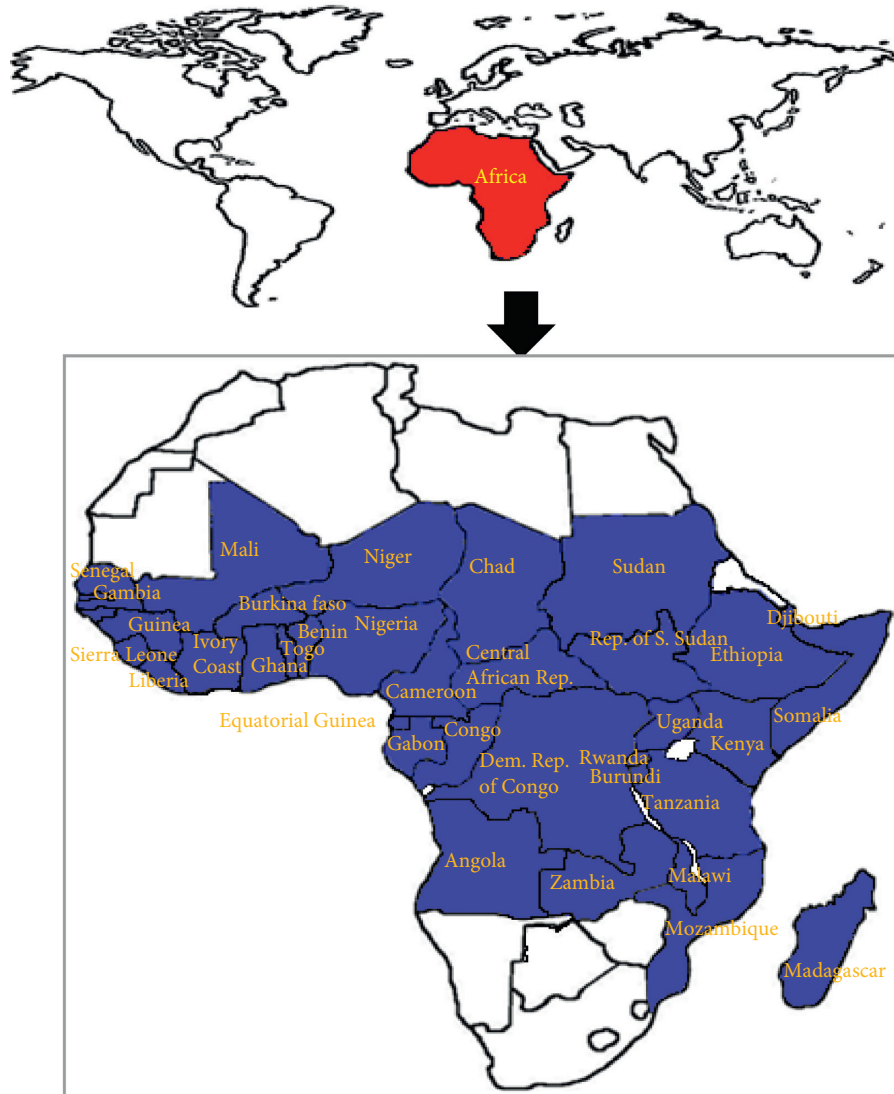 Africa
Mali
Niger
Chad
Sudan
Senegal
Gambia
Burkina faso
Djibouti
Guinea
Nigeria
Benin
Rep. of S. Sudan
Ivory
Coast
Togo
Ghana
Central
African Rep.
Ethiopia
Sierra Leone
Liberia
Cameroon
Equatorial Guinea
Somalia
Uganda
Congo
Gabon
Kenya
Rwanda
Dem. Rep.
of Congo
Burundi
Tanzania
Angola
Zambia
Malawi
Mozambique
Madagascar